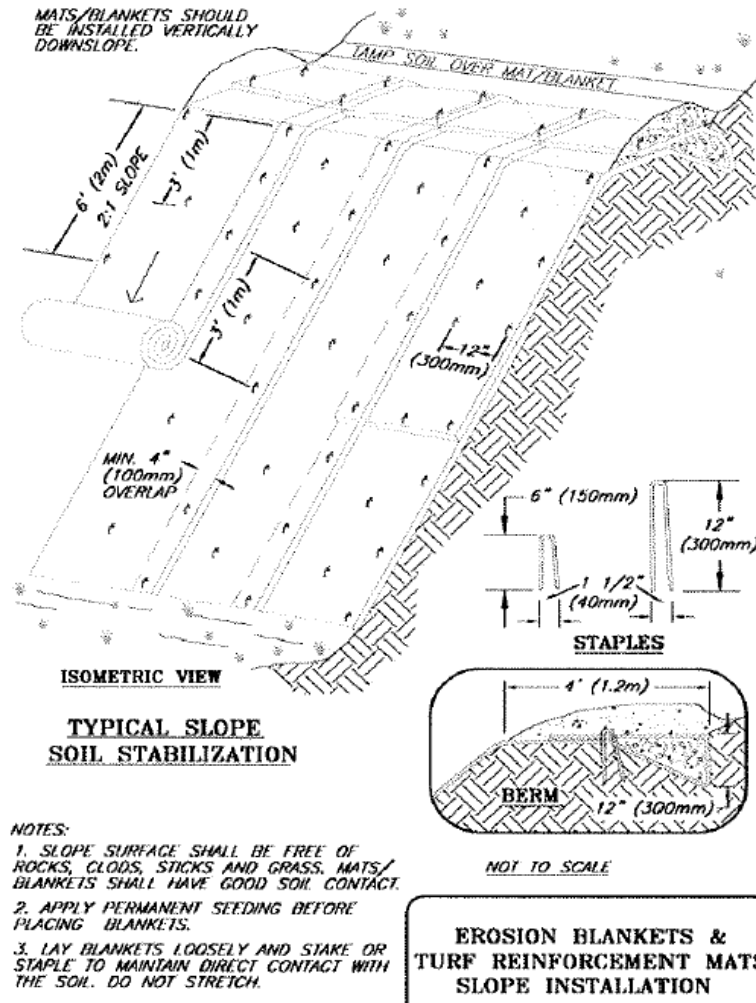 MATS/BLANKETS SHOULD
BE INSTALLED VERTICALLY
DOWNSLOPE.
TAMP SOIL OVER MAT/BLANKET
6' (2m)
2:1 SLOPE
3' (1m)
3' (1m)
12"
(300mm)
MIN. 4"
(100mm)
OVERLAP
6" (150mm)
12"
(300mm)
1 1/2"
(40mm)
STAPLES
ISOMETRIC VIEW
TYPICAL SLOPE
SOIL STABILIZATION
4' (1.2m)
BERM
12" (300mm)
NOT TO SCALE
NOTES:
1. SLOPE SURFACE SHALL BE FREE OF
ROCKS, CLODS, STICKS AND GRASS. MATS/
BLANKETS SHALL HAVE GOOD SOIL CONTACT.
2. APPLY PERMANENT SEEDING BEFORE
PLACING BLANKETS.
3. LAY BLANKETS LOOSELY AND STAKE OR
STAPLE TO MAINTAIN DIRECT CONTACT WITH
THE SOIL. DO NOT STRETCH.
EROSION BLANKETS &
TURF REINFORCEMENT MATS
SLOPE INSTALLATION